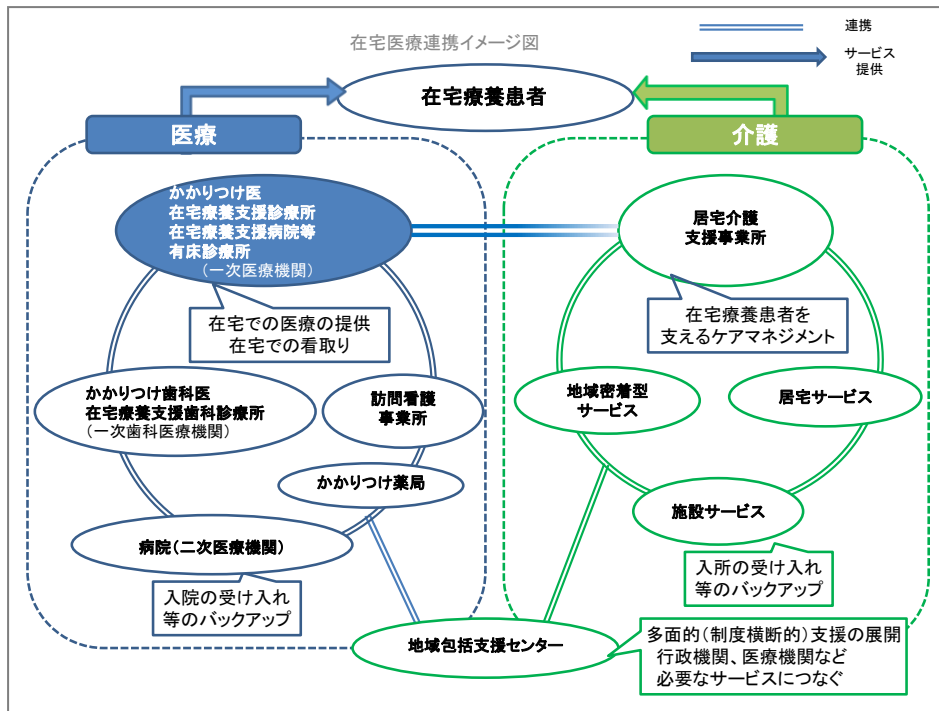 在宅医療連携イメージ図
連携
サービス
提供
在宅療養患者
医療
介護
かかりつけ医
在宅療養支援診療所
在宅療養支援病院等
有床診療所
(一次医療機関)
居宅介護
支援事業所
在宅での医療の提供
在宅での看取り
在宅療養患者を
支えるケアマネジメント
かかりつけ歯科医
在宅療養支援歯科診療所
(一次歯科医療機関)
訪問看護
事業所
地域密着型
サービス
居宅サービス
かかりつけ薬局
施設サービス
病院(二次医療機関)
入院の受け入れ
等のバックアップ
入所の受け入れ
等のバックアップ
地域包括支援センター
多面的(制度横断的)支援の展開
行政機関、医療機関など
必要なサービスにつなぐ